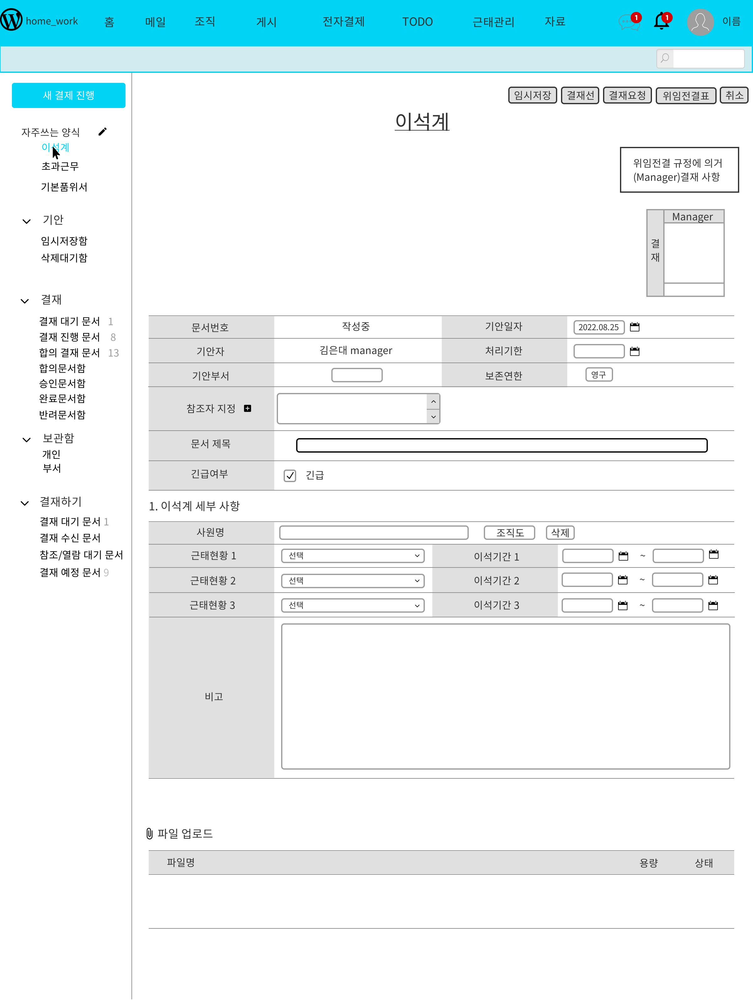 home_work 홈 메일 조직 게시 전자결제 TODO 근태관리 자료 1 1 이름
새 결제 진행
자주쓰는 양식
이석계
초과근무
기본품위서
기안
임시저장함
삭제대기함
결재
결재 대기 문서 1
결재 진행 문서 8
합의 결재 문서 13
합의문서함
승인문서함
완료문서함
반려문서함
보관함
개인
부서
결재하기
결재 대기 문서 1
결재 수신 문서
참조/열람 대기 문서
결재 예정 문서 9
임시저장 결재선 결재요청 위임전결표 취소
이석계
위임전결 규정에 의거
(Manager)결재 사항
Manager
결
재
문서번호 작성중 기안일자 2022.08.25
기안자 김은대 manager 처리기한
기안부서 보존연한 영구
참조자 지정
문서 제목
긴급여부 긴급
1. 이석계 세부 사항
사원명 조직도 삭제
근태현황 1 선택 이석기간 1 ~
근태현황 2 선택 이석기간 2 ~
근태현황 3 선택 이석기간 3 ~
비고
파일 업로드
파일명 용량 상태